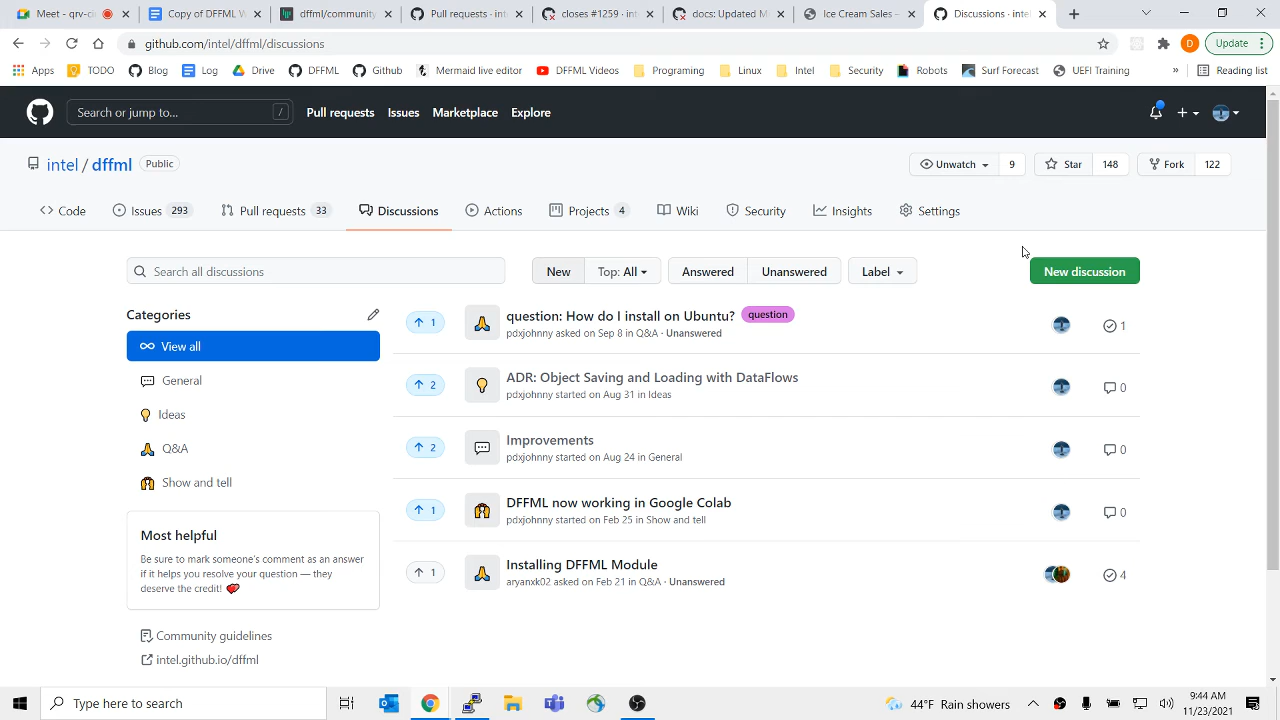 Meet - qrv-ci
Copy of DFFML W
dffml/community
Pull requests · int
closes #1259 · int
docs: Updated M
Ice Cream Sales —
Discussions · intel
github.com/intel/dffml/discussions
D
Update
Apps
TODO
Blog
Log
Drive
DFFML
Github
Mermaid live editor
DFFML Videos
Programing
Linux
Intel
Security
Robots
Surf Forecast
UEFI Training
»
Reading list
Search or jump to...
/
Pull requests
Issues
Marketplace
Explore
intel / dffml
Public
Unwatch
9
Star
148
Fork
122
Code
Issues 293
Pull requests 33
Discussions
Actions
Projects 4
Wiki
Security
Insights
Settings
Search all discussions
New
Top: All
Answered
Unanswered
Label
New discussion
Categories
View all
General
Ideas
Q&A
Show and tell
Most helpful
Be sure to mark someone's comment as an answer
if it helps you resolve your question — they
deserve the credit!
Community guidelines
intel.github.io/dffml
1
question: How do I install on Ubuntu? question
pdxjohnny asked on Sep 8 in Q&A · Unanswered
1
2
ADR: Object Saving and Loading with DataFlows
pdxjohnny started on Aug 31 in Ideas
0
2
Improvements
pdxjohnny started on Aug 24 in General
0
1
DFFML now working in Google Colab
pdxjohnny started on Feb 25 in Show and tell
0
1
Installing DFFML Module
aryanxk02 asked on Feb 21 in Q&A · Unanswered
4
Type here to search
44°F Rain showers
9:44 AM
11/23/2021